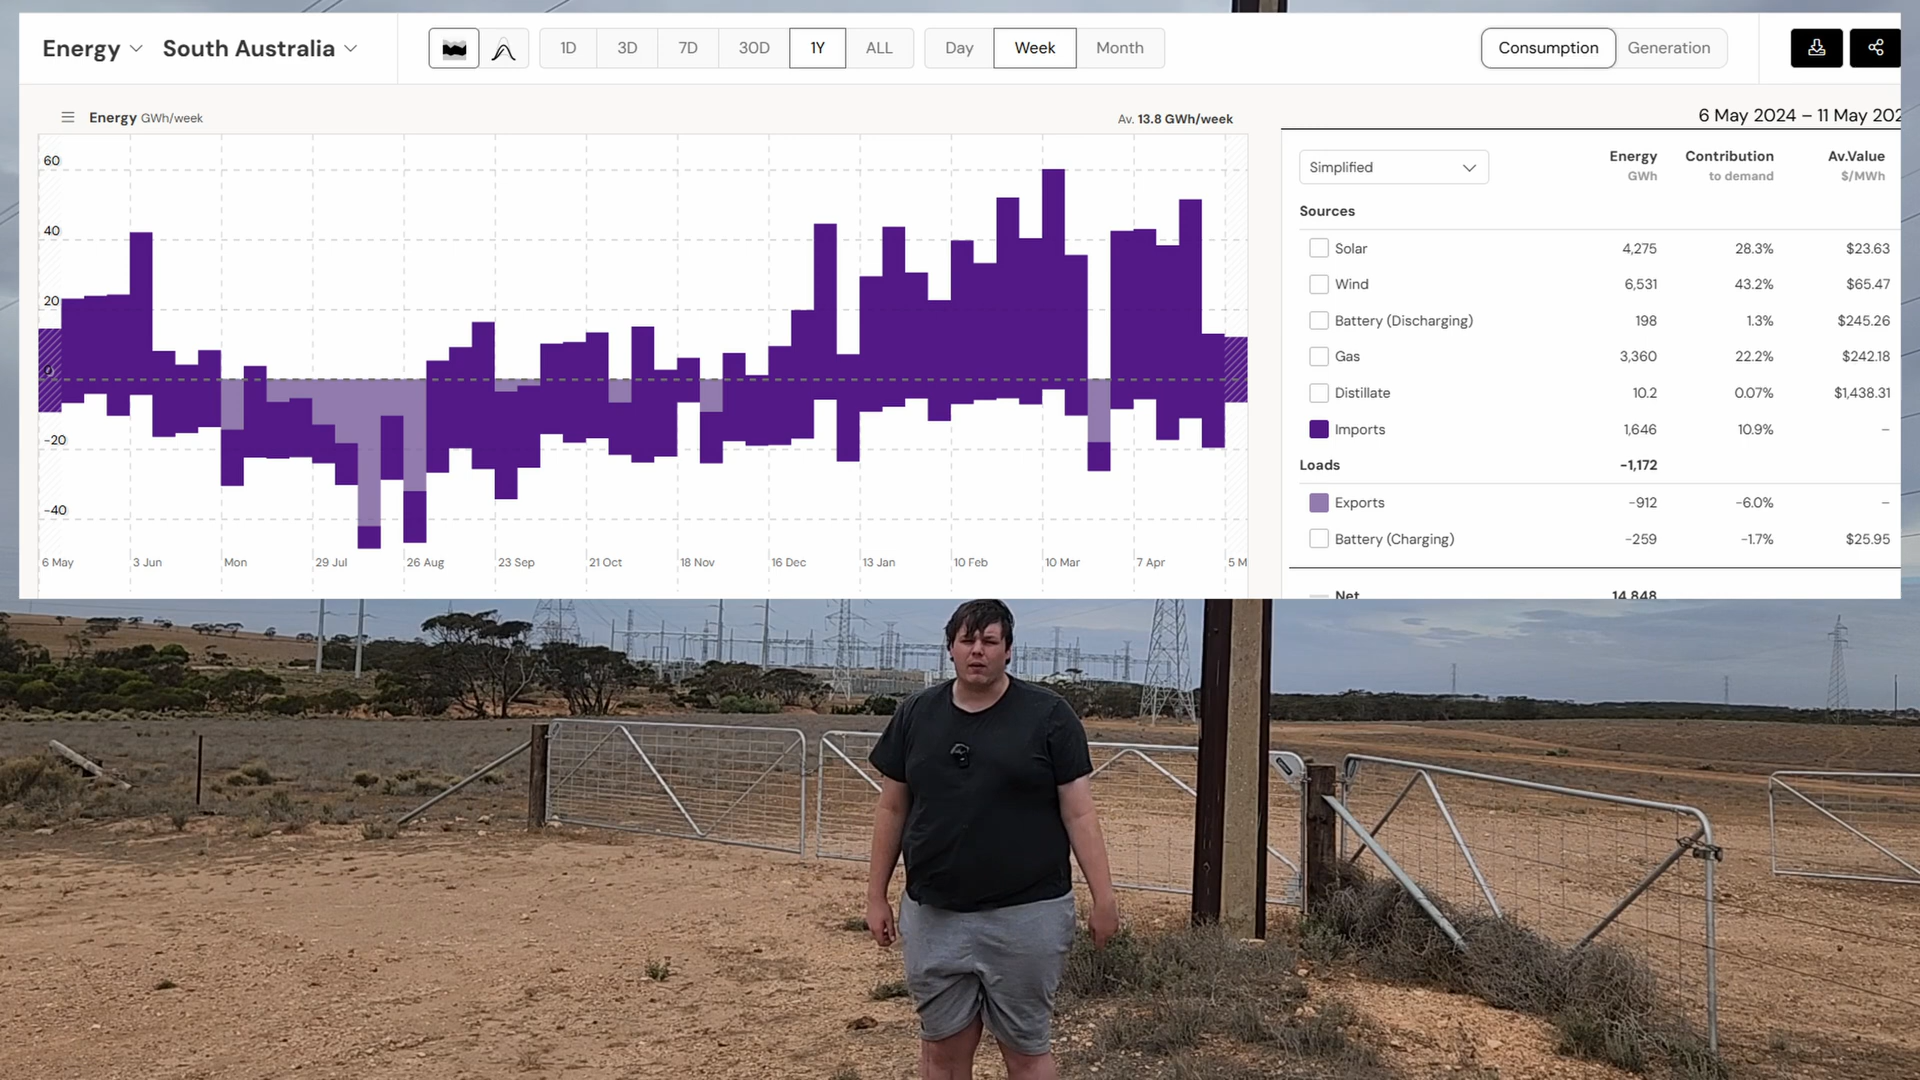 Energy South Australia 1D 3D 7D 30D 1Y ALL Day Week Month Consumption Generation
Energy GWh/week Av. 13.8 GWh/week
6 May 2024 – 11 May 202
60
40
20
0
-20
-40
6 May 3 Jun Mon 29 Jul 26 Aug 23 Sep 21 Oct 18 Nov 16 Dec 13 Jan 10 Feb 10 Mar 7 Apr 5 M
Simplified Energy Contribution Av.Value
GWh to demand $/MWh
Sources
Solar 4,275 28.3% $23.63
Wind 6,531 43.2% $65.47
Battery (Discharging) 198 1.3% $245.26
Gas 3,360 22.2% $242.18
Distillate 10.2 0.07% $1,438.31
Imports 1,646 10.9% –
Loads -1,172
Exports -912 -6.0% –
Battery (Charging) -259 -1.7% $25.95
Net 14,848